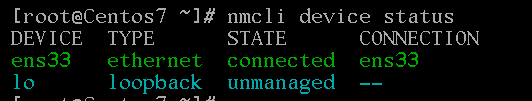 [root@Centos7 ~]# nmcli device status
DEVICE  TYPE      STATE      CONNECTION
ens33   ethernet  connected  ens33
lo      loopback  unmanaged  --